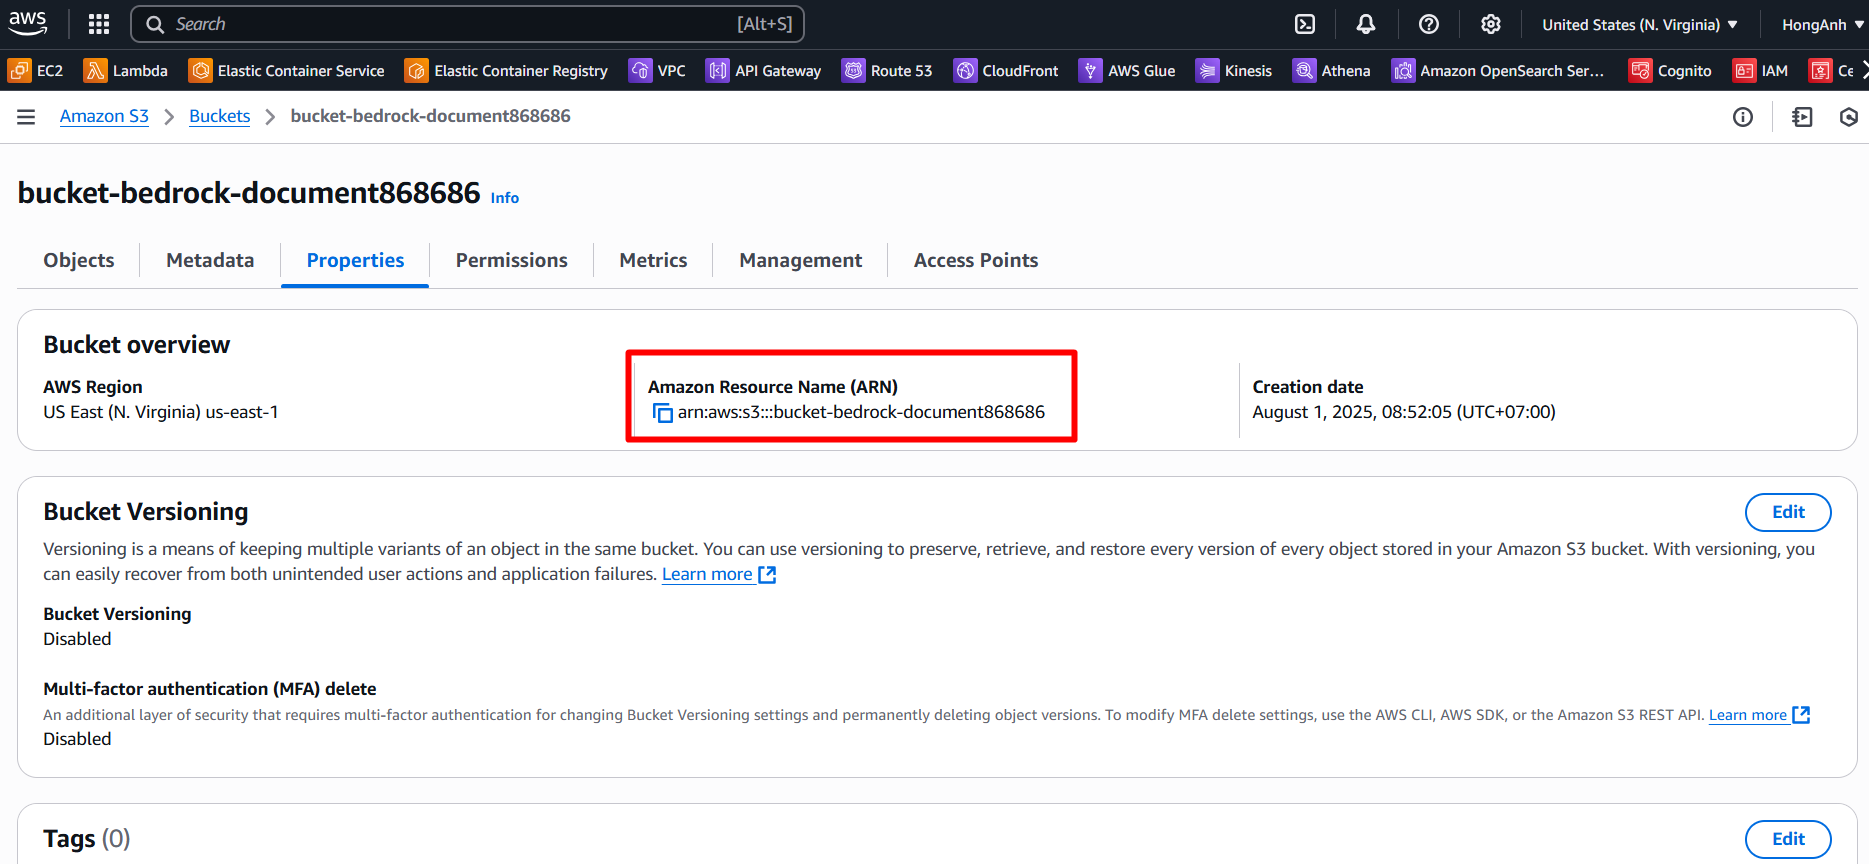 aws
Search [Alt+S]
United States (N. Virginia)
HongAnh
EC2 Lambda Elastic Container Service Elastic Container Registry VPC API Gateway Route 53 CloudFront AWS Glue Kinesis Athena Amazon OpenSearch Ser... Cognito IAM Ce
Amazon S3 Buckets bucket-bedrock-document868686
bucket-bedrock-document868686 Info
Objects Metadata Properties Permissions Metrics Management Access Points
Bucket overview
AWS Region
US East (N. Virginia) us-east-1
Amazon Resource Name (ARN)
arn:aws:s3:::bucket-bedrock-document868686
Creation date
August 1, 2025, 08:52:05 (UTC+07:00)
Bucket Versioning
Edit
Versioning is a means of keeping multiple variants of an object in the same bucket. You can use versioning to preserve, retrieve, and restore every version of every object stored in your Amazon S3 bucket. With versioning, you
can easily recover from both unintended user actions and application failures. Learn more
Bucket Versioning
Disabled
Multi-factor authentication (MFA) delete
An additional layer of security that requires multi-factor authentication for changing Bucket Versioning settings and permanently deleting object versions. To modify MFA delete settings, use the AWS CLI, AWS SDK, or the Amazon S3 REST API. Learn more
Disabled
Tags (0)
Edit